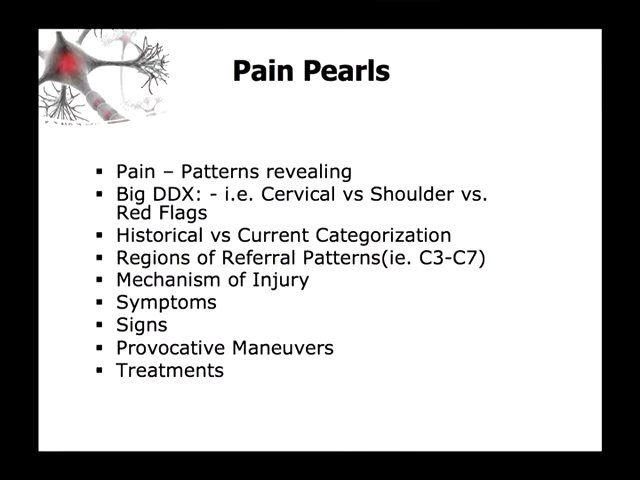 Pain Pearls
▪ Pain – Patterns revealing
▪ Big DDX: - i.e. Cervical vs Shoulder vs.
Red Flags
▪ Historical vs Current Categorization
▪ Regions of Referral Patterns(ie. C3-C7)
▪ Mechanism of Injury
▪ Symptoms
▪ Signs
▪ Provocative Maneuvers
▪ Treatments